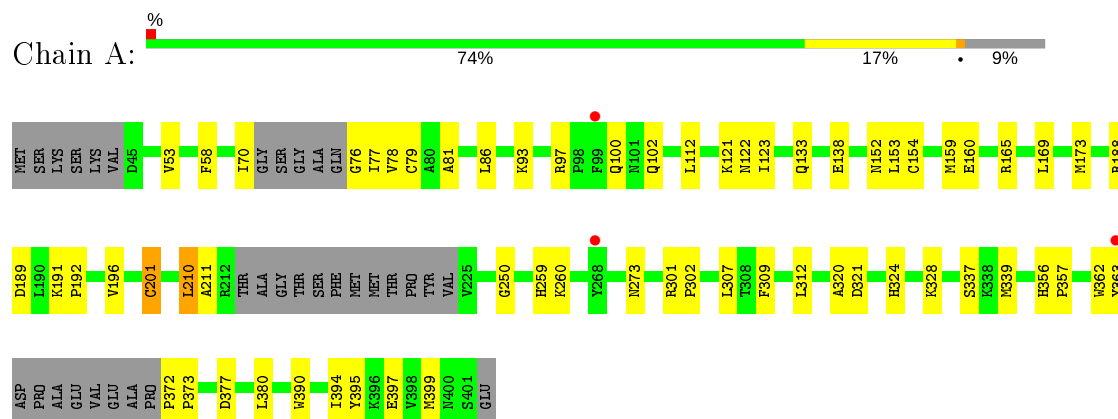 %
Chain A:
74% 17% • 9%
MET SER LYS SER SER LYS VAL D45 V53 F58 I70 GLY SER GLY ALA GLN G76 I77 V78 C79 A80 A81 L86 K93 R97 P98 F99 Q100 N101 Q102 L112 K121 N122 I123 Q133 E138 N152 L153 C154 M159 E160 R165 L169 M173 R188
D189 L190 K191 P192 V196 C201 L210 A211 R212 THR ALA GLY THR SER PHE MET MET THR PRO TYR VAL V225 G250 H259 K260 Y268 N273 R301 P302 L307 T308 F309 L312 A320 D321 H324 K328 S337 K338 M339 H356 P357 W362 Y363
ASP PRO ALA GLU VAL GLU ALA PRO P372 P373 D377 L380 W390 I394 Y395 K396 E397 V398 M399 N400 S401 GLU